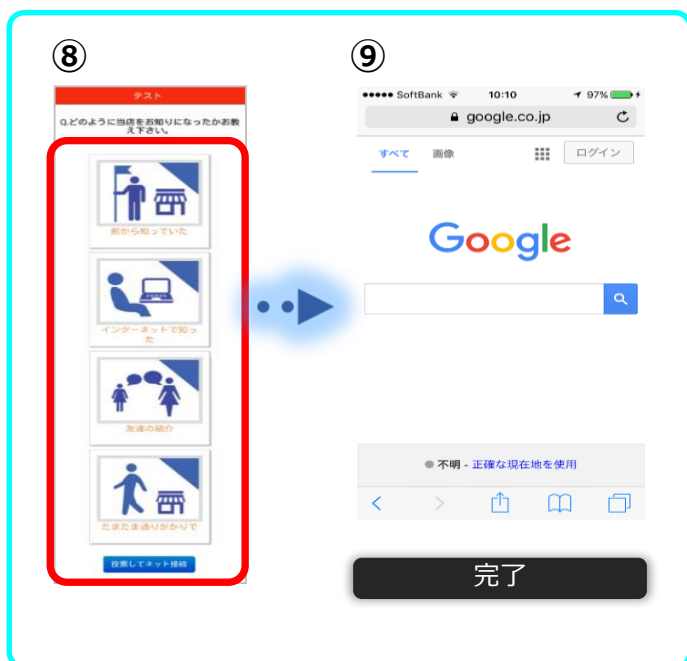 ⑧
テスト
Q.どのように当店をお知りになったかお教
え下さい。
前から知っていた
インターネットで知っ
た
友達の紹介
たまたま通りがかりで
投票してネット接続
⑨
SoftBank 10:10 97%
google.co.jp
すべて 画像 ログイン
Google
不明 - 正確な現在地を使用
完了